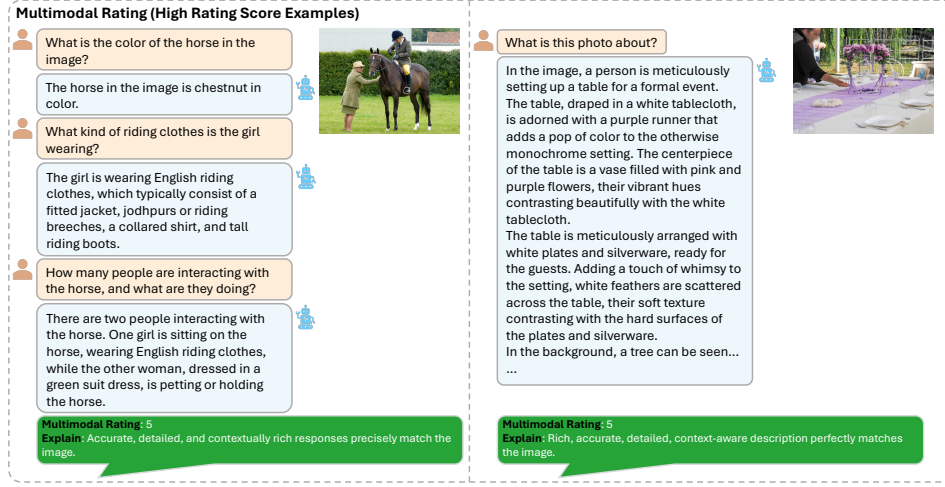 Multimodal Rating (High Rating Score Examples)
What is the color of the horse in the
image?
The horse in the image is chestnut in
color.
What kind of riding clothes is the girl
wearing?
The girl is wearing English riding
clothes, which typically consist of a
fitted jacket, jodhpurs or riding
breeches, a collared shirt, and tall
riding boots.
How many people are interacting with
the horse, and what are they doing?
There are two people interacting with
the horse. One girl is sitting on the
horse, wearing English riding clothes,
while the other woman, dressed in a
green suit dress, is petting or holding
the horse.
Multimodal Rating: 5
Explain: Accurate, detailed, and contextually rich responses precisely match the
image.
What is this photo about?
In the image, a person is meticulously
setting up a table for a formal event.
The table, draped in a white tablecloth,
is adorned with a purple runner that
adds a pop of color to the otherwise
monochrome setting. The centerpiece
of the table is a vase filled with pink and
purple flowers, their vibrant hues
contrasting beautifully with the white
tablecloth.
The table is meticulously arranged with
white plates and silverware, ready for
the guests. Adding a touch of whimsy to
the setting, white feathers are scattered
across the table, their soft texture
contrasting with the hard surfaces of
the plates and silverware.
In the background, a tree can be seen...
...
Multimodal Rating: 5
Explain: Rich, accurate, detailed, context-aware description perfectly matches
the image.